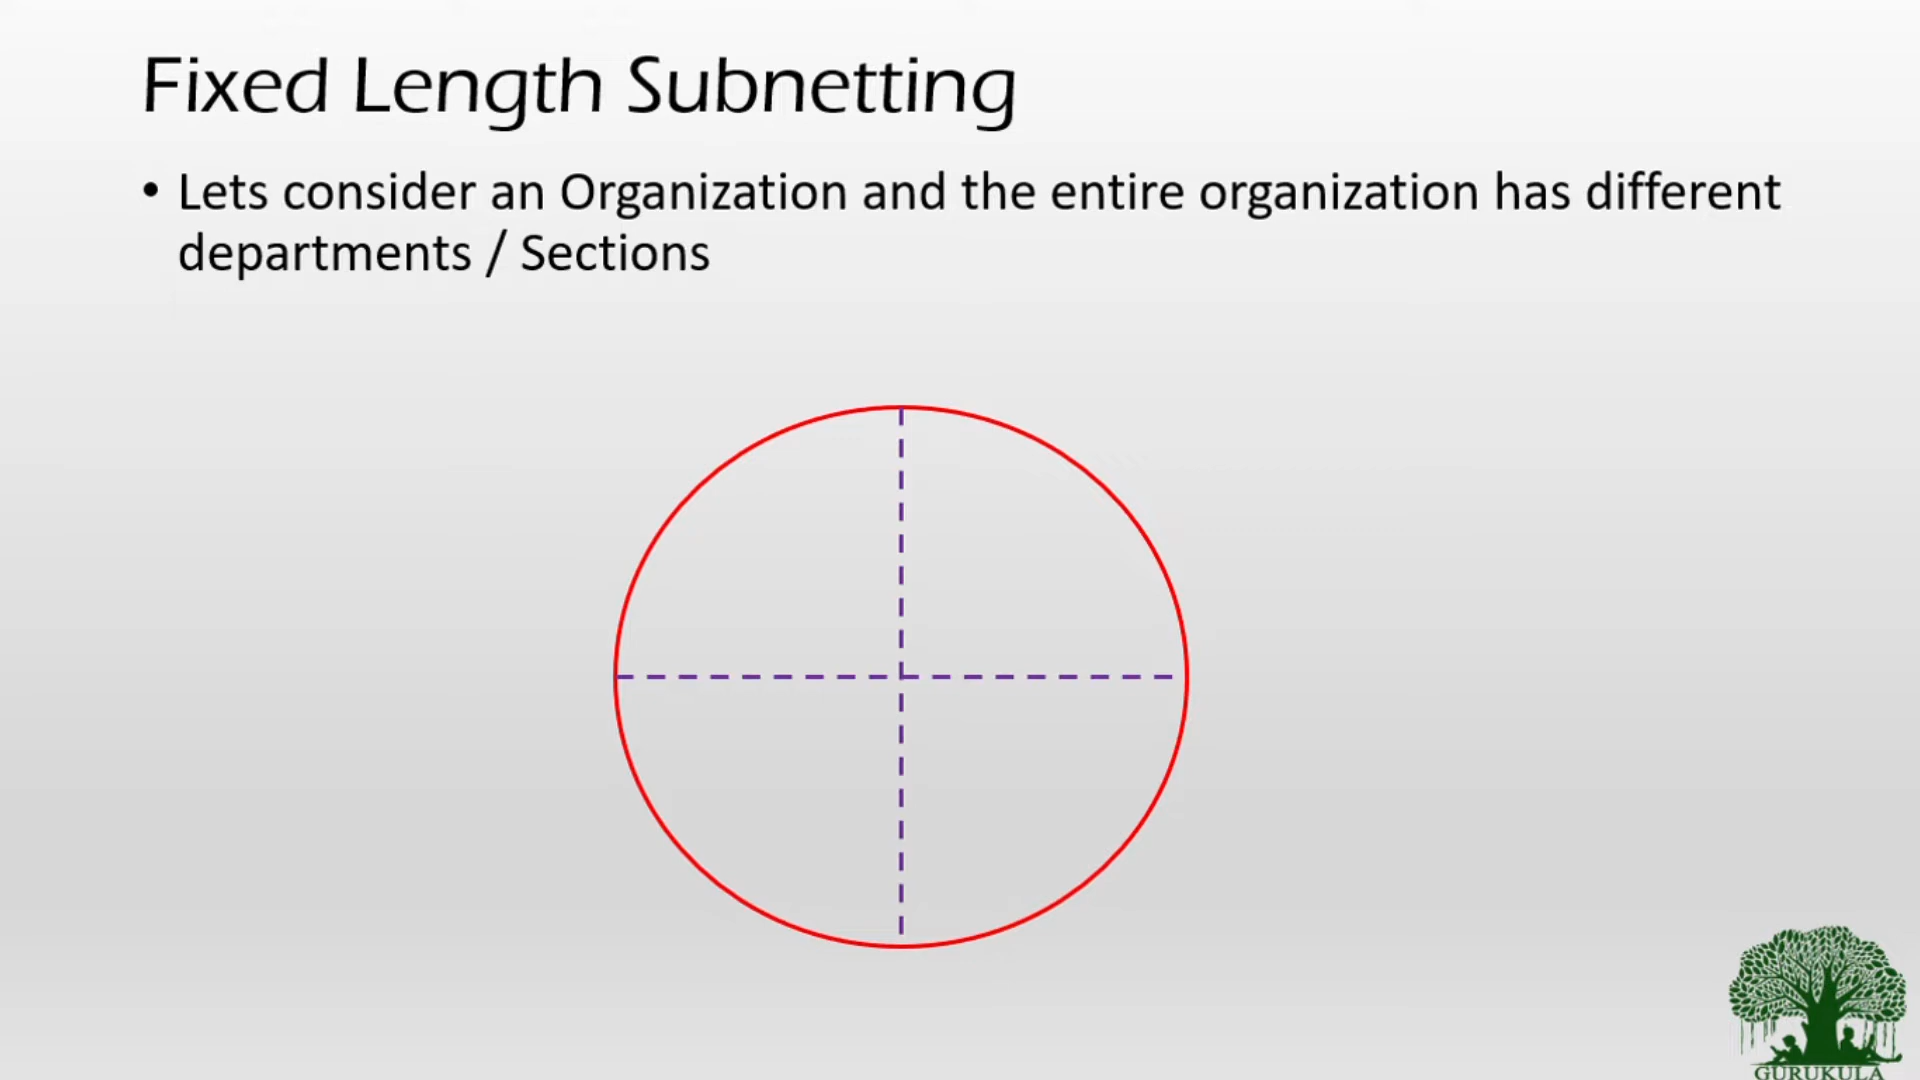 Fixed Length Subnetting
• Lets consider an Organization and the entire organization has different
departments / Sections
GURUKULA